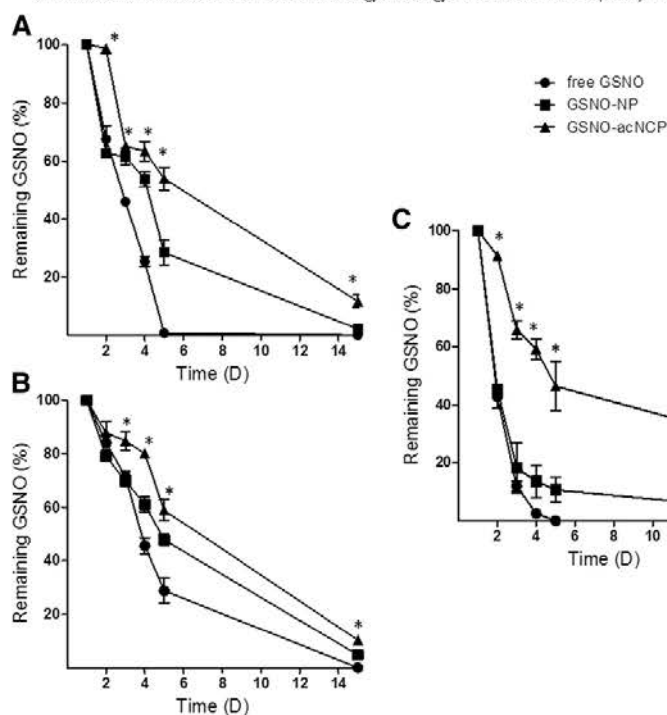 A
Remaining GSNO (%)
100
80
60
40
20
* * * * *
2 4 6 8 10 12 14
Time (D)
free GSNO
GSNO-NP
GSNO-acNCP
B
Remaining GSNO (%)
100
80
60
40
20
* * * *
2 4 6 8 10 12 14
Time (D)
C
Remaining GSNO (%)
100
80
60
40
20
* * * *
2 4 6 8 10
Time (D)